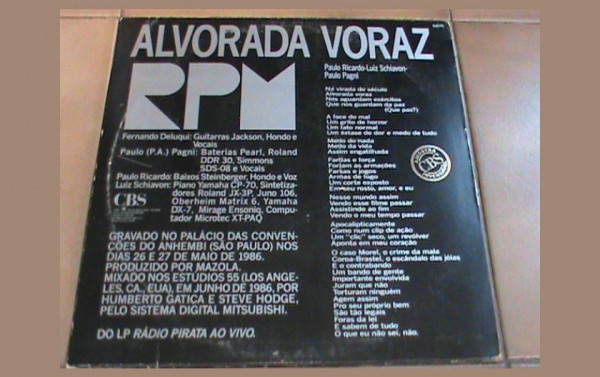 ALVORADA VORAZ
RPM
Paulo Ricardo-Luiz Schiavon-
Paulo Pagni
Fernando Deluqui: Guitarras Jackson, Hondo e
Vocais
Paulo (P.A.) Pagni: Baterias Pearl, Roland
DDR 30, Simmons
SDS-08 e Vocais
Paulo Ricardo: Baixos Steinberger, Hondo e Voz
Luiz Schiavon: Piano Yamaha CP-70, Sintetiza-
dores Roland JX-3P, Juno 106,
Oberheim Matrix 6, Yamaha
DX-7, Mirage Ensoniq, Compu-
tador Microtec XT-PAQ
CBS
GRAVADO NO PALÁCIO DAS CONVEN-
ÇÕES DO ANHEMBI (SÃO PAULO) NOS
DIAS 26 E 27 DE MAIO DE 1986.
PRODUZIDO POR MAZOLA.
MIXADO NOS ESTÚDIOS 55 (LOS ANGE-
LES, CA., EUA), EM JUNHO DE 1986, POR
HUMBERTO GATICA E STEVE HODGE,
PELO SISTEMA DIGITAL MITSUBISHI.
DO LP RÁDIO PIRATA AO VIVO.
Na virada do século
Alvorada voraz
Nos aguardam exércitos
Que nos guardam da paz
(Que paz?)
A face do mal
Um grito de horror
Um fato normal
Um êxtase de dor e medo de tudo
Medo do nada
Medo da vida
Assim engatilhada
Fardas e força
Forjam as armações
Farsas e jogos
Armas de fogo
Um corte exposto
Em seu rosto, amor, e eu
Nesse mundo assim
Vendo esse filme passar
Assistindo ao fim
Vendo o meu tempo passar
Apocalipticamente
Como num clip de ação
Um "clic" seco, um revólver
Aponta em meu coração
O caso Morel, o crime da mala
Coroa-Brastel, o escândalo das jóias
E o contrabando
Um bando de gente
Importante envolvida
Juram que não
Torturam ninguém
Agem assim
Pro seu próprio bem
São tão legais
Foras da lei
E sabem de tudo
O que eu não sei, não.
CBS